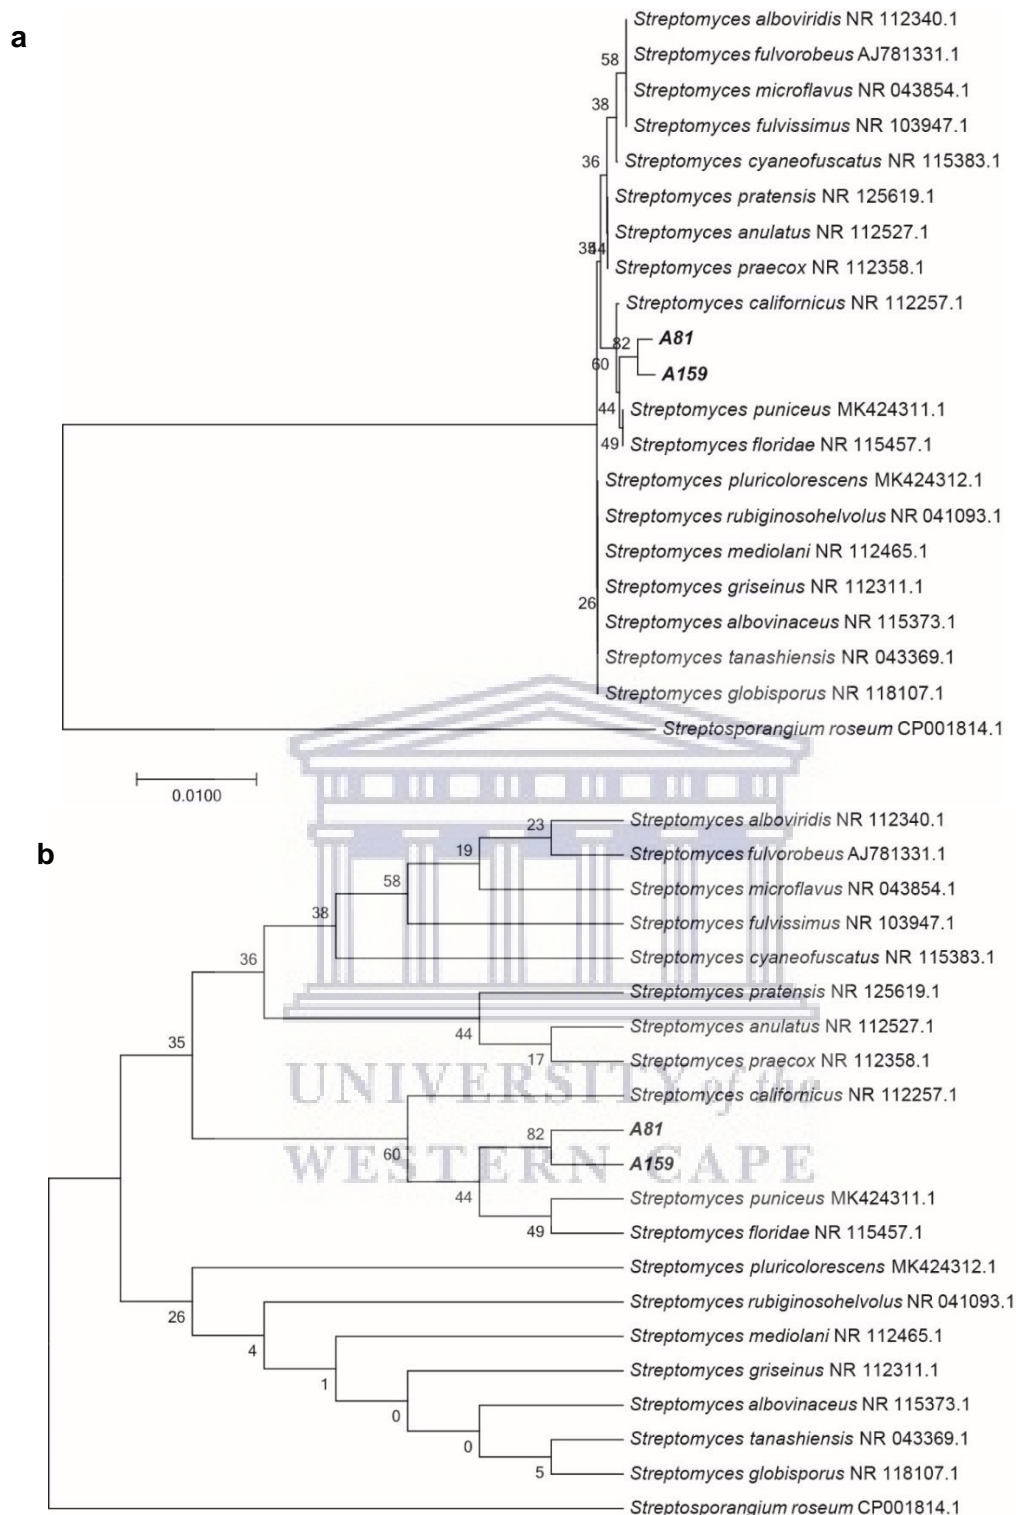 a
Streptomyces alboviridis NR 112340.1
58
Streptomyces fulvorobeus AJ781331.1
Streptomyces microflavus NR 043854.1
38
Streptomyces fulvissimus NR 103947.1
36
Streptomyces cyaneofuscatus NR 115383.1
Streptomyces pratensis NR 125619.1
Streptomyces anulatus NR 112527.1
35 44
Streptomyces praecox NR 112358.1
Streptomyces californicus NR 112257.1
82
A81
60
A159
44
Streptomyces puniceus MK424311.1
49
Streptomyces floridae NR 115457.1
Streptomyces pluricolorescens MK424312.1
Streptomyces rubiginosohelvolus NR 041093.1
Streptomyces mediolani NR 112465.1
Streptomyces griseinus NR 112311.1
26
Streptomyces albovinaceus NR 115373.1
Streptomyces tanashiensis NR 043369.1
Streptomyces globisporus NR 118107.1
Streptosporangium roseum CP001814.1
0.0100
b
Streptomyces alboviridis NR 112340.1
23
Streptomyces fulvorobeus AJ781331.1
19
Streptomyces microflavus NR 043854.1
58
Streptomyces fulvissimus NR 103947.1
38
Streptomyces cyaneofuscatus NR 115383.1
36
Streptomyces pratensis NR 125619.1
44
Streptomyces anulatus NR 112527.1
35
17
Streptomyces praecox NR 112358.1
Streptomyces californicus NR 112257.1
82
A81
60
A159
44
Streptomyces puniceus MK424311.1
49
Streptomyces floridae NR 115457.1
Streptomyces pluricolorescens MK424312.1
26
Streptomyces rubiginosohelvolus NR 041093.1
4
Streptomyces mediolani NR 112465.1
1
Streptomyces griseinus NR 112311.1
0
Streptomyces albovinaceus NR 115373.1
0
Streptomyces tanashiensis NR 043369.1
5
Streptomyces globisporus NR 118107.1
Streptosporangium roseum CP001814.1
UNIVERSITY of the
WESTERN CAPE